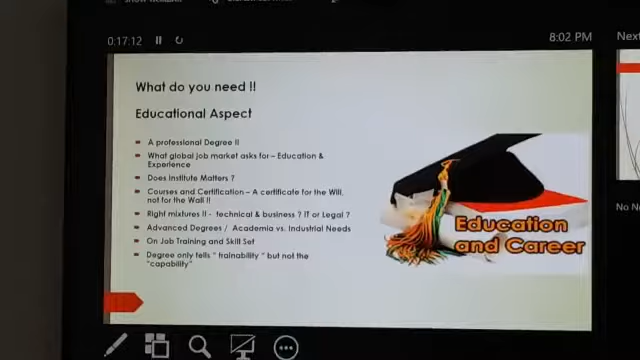 0:17:12
8:02 PM
Next
What do you need !!
Educational Aspect
A professional Degree !!
What global job market asks for – Education &
Experience
Does Institute Matters ?
Courses and Certification – A certificate for the Will,
not for the Wall !!
Right mixtures !! - technical & business ? IT or Legal ?
Advanced Degrees / Academia vs. Industrial Needs
On Job Training and Skill Set
Degree only tells " trainability " but not the
"capability"
Education
and Career
No N